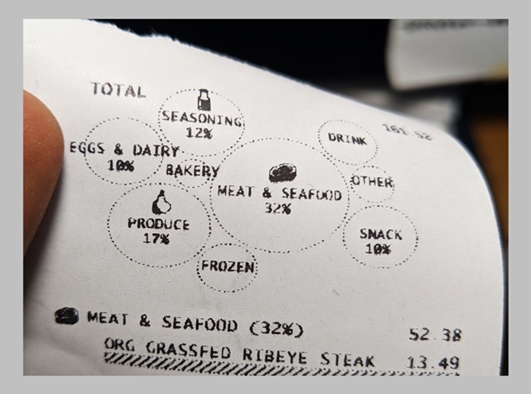 TOTAL 161.52
SEASONING
12%
DRINK
EGGS & DAIRY
10%
BAKERY
MEAT & SEAFOOD
32%
OTHER
PRODUCE
17%
SNACK
10%
FROZEN
MEAT & SEAFOOD (32%) 52.38
ORG GRASSFED RIBEYE STEAK 13.49